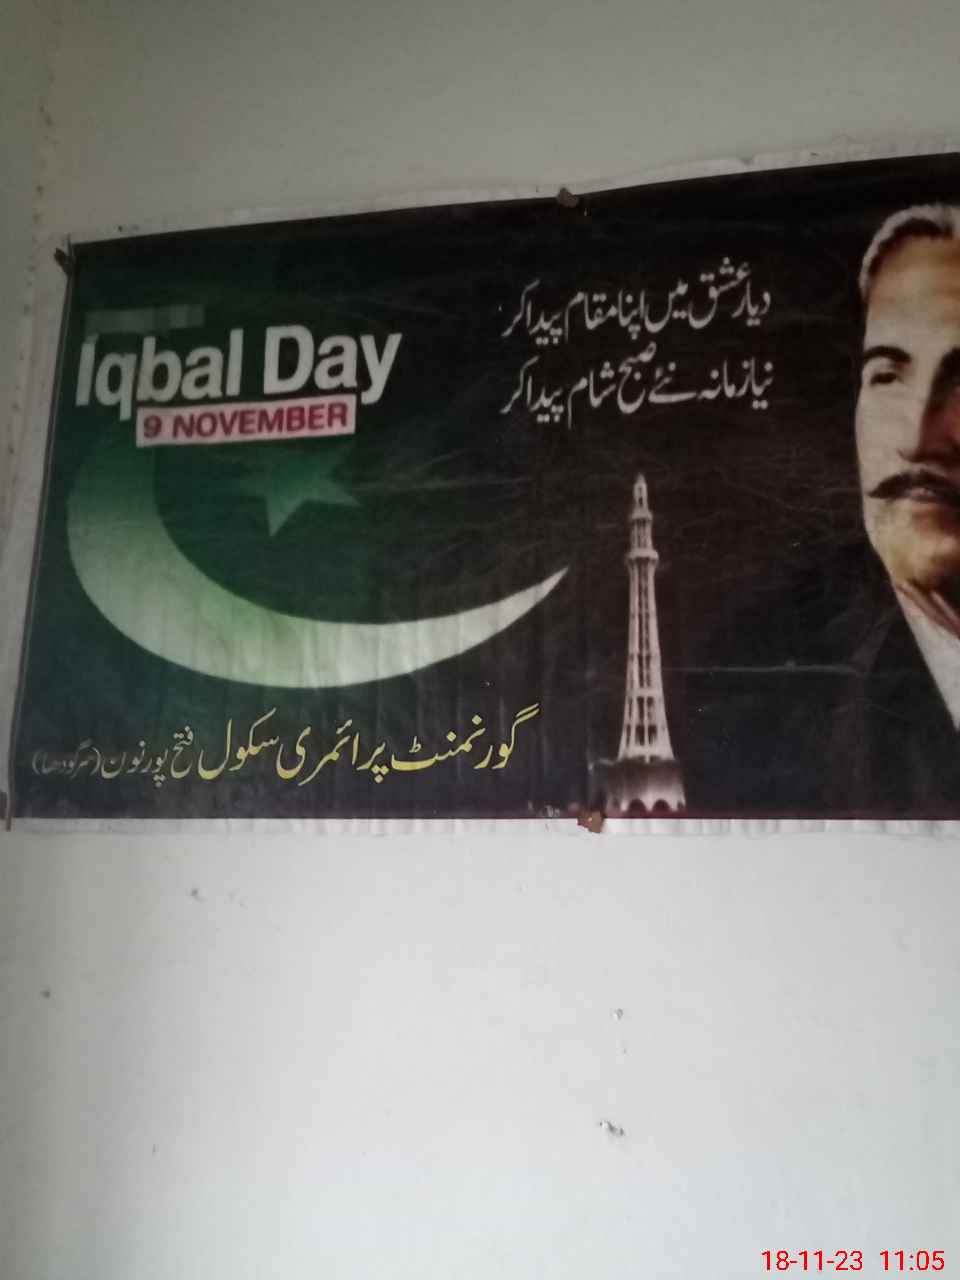 Iqbal Day
9 NOVEMBER
دیارِ عشق میں اپنا مقام پیدا کر
نیا زمانہ نئے صبح شام پیدا کر
گورنمنٹ پرائمری سکول فتح پور نون (سرگودھا)
18-11-23 11:05